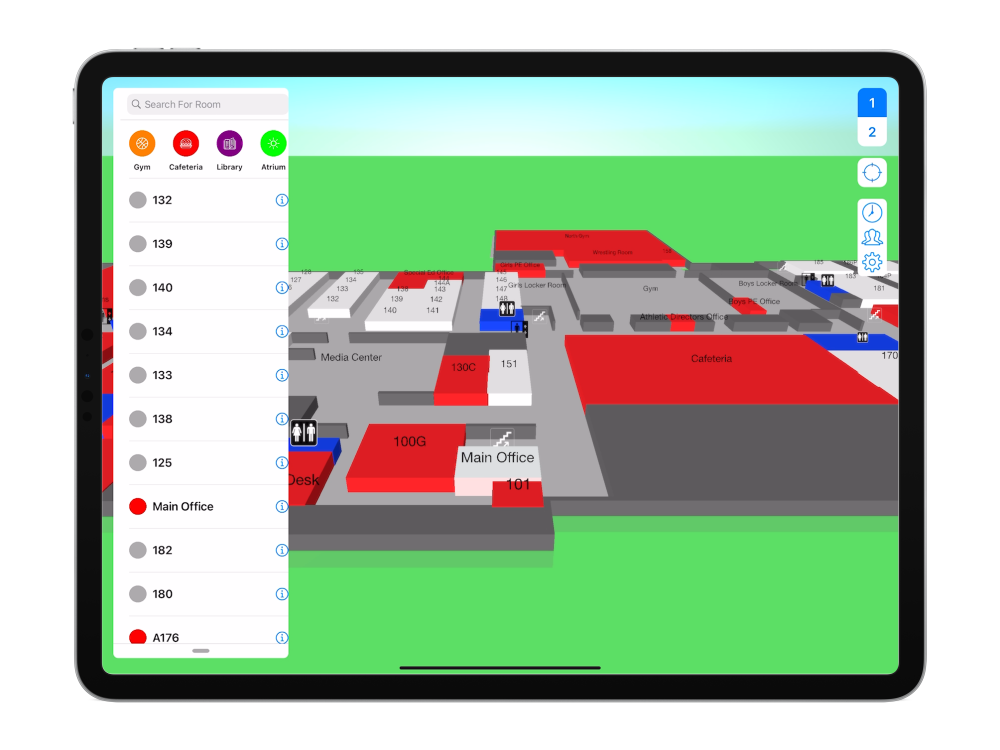 Search For Room
Gym
Cafeteria
Library
Atrium
132
139
140
134
133
138
125
Main Office
182
180
A176
1
2
Wrestling Room
Girls PE Office
Special Ed Office
Girls Locker Room
Gym
Boys Locker Room
Boys PE Office
Athletic Directors Office
127
134
133
132
138
139
140
144A
143
142
141
145
146
147
148
185
183
181
Media Center
130C
151
Cafeteria
170
100G
Main Office
101
Desk